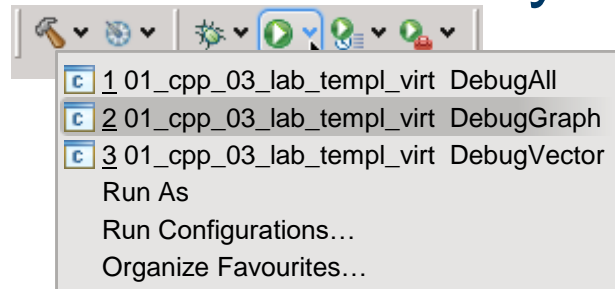 1 01_cpp_03_lab_templ_virt DebugAll
2 01_cpp_03_lab_templ_virt DebugGraph
3 01_cpp_03_lab_templ_virt DebugVector
Run As
Run Configurations…
Organize Favourites…